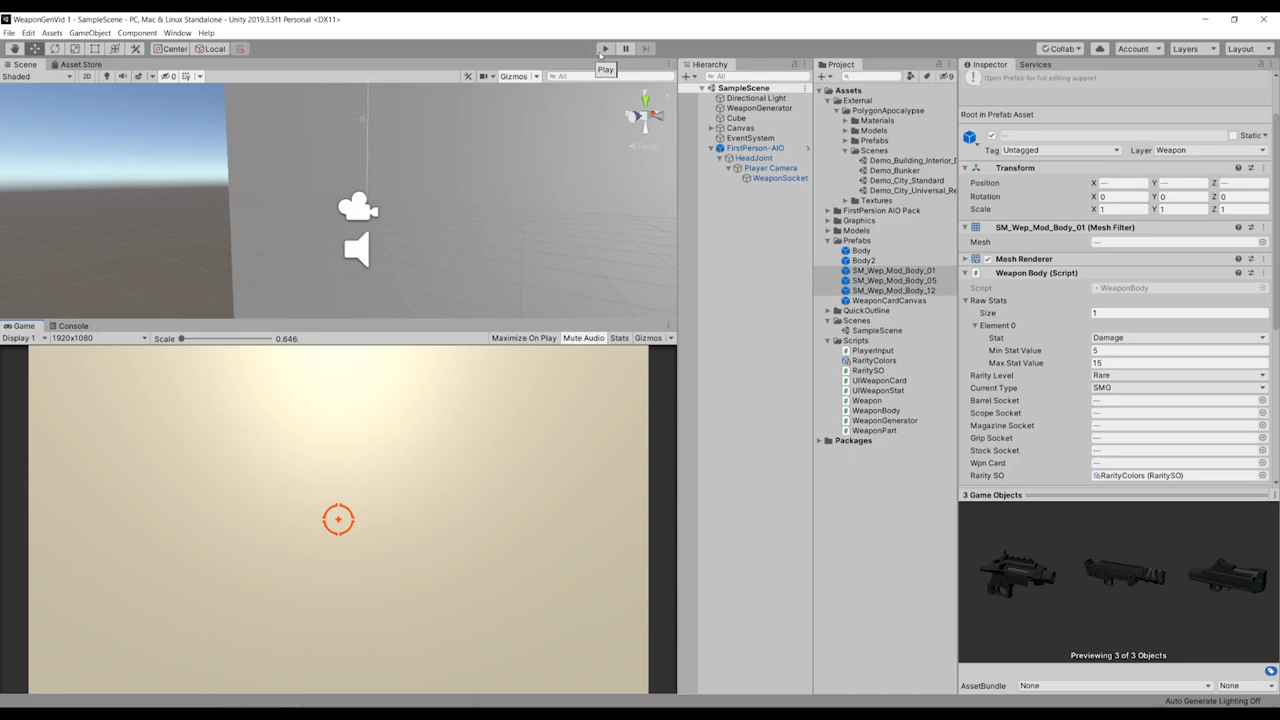 WeaponGenVid 1 - SampleScene - PC, Mac & Linux Standalone - Unity 2019.3.5f1 Personal <DX11>
File Edit Assets GameObject Component Window Help
Center Local Collab Account Layers Layout
Play
Scene Asset Store
Shaded 2D 0 Gizmos All
Persp
Game Console
Display 1 1920x1080 Scale 0.646: Maximize On Play Mute Audio Stats Gizmos
Hierarchy
All
SampleScene
Directional Light
WeaponGenerator
Cube
Canvas
EventSystem
FirstPerson-AIO
HeadJoint
Player Camera
WeaponSocket
Project
Assets
External
PolygonApocalypse
Materials
Models
Prefabs
Scenes
Demo_Building_Interior_D
Demo_Bunker
Demo_City_Standard
Demo_City_Universal_Re
Textures
FirstPersion AIO Pack
Graphics
Models
Prefabs
Body
Body2
SM_Wep_Mod_Body_01
SM_Wep_Mod_Body_05
SM_Wep_Mod_Body_12
WeaponCardCanvas
QuickOutline
Scenes
SampleScene
Scripts
PlayerInput
RarityColors
RaritySO
UIWeaponCard
UIWeaponStat
Weapon
WeaponBody
WeaponGenerator
WeaponPart
Packages
Inspector Services
Open Prefab for full editing support.
Root in Prefab Asset
— Static
Tag Untagged Layer Weapon
Transform
Position X — Y — Z —
Rotation X 0 Y 0 Z 0
Scale X 1 Y 1 Z 1
SM_Wep_Mod_Body_01 (Mesh Filter)
Mesh —
Mesh Renderer
Weapon Body (Script)
Script WeaponBody
Raw Stats
Size 1
Element 0
Stat Damage
Min Stat Value 5
Max Stat Value 15
Rarity Level Rare
Current Type SMG
Barrel Socket —
Scope Socket —
Magazine Socket —
Grip Socket —
Stock Socket —
Wpn Card —
Rarity SO RarityColors (RaritySO)
3 Game Objects
Previewing 3 of 3 Objects
AssetBundle None None
Auto Generate Lighting Off